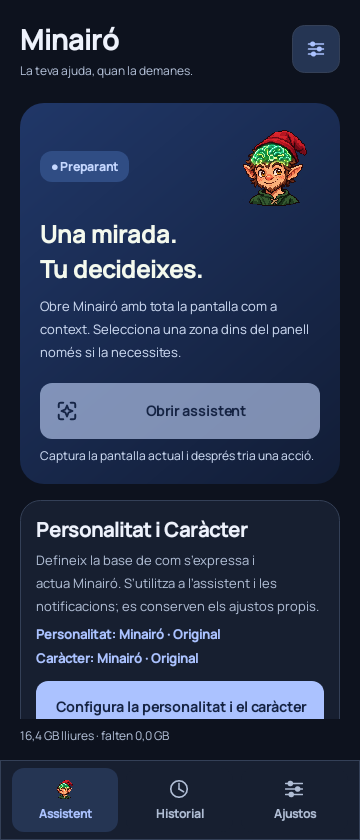 Minairó
La teva ajuda, quan la demanes.
Preparant
Una mirada.
Tu decideixes.
Obre Minairó amb tota la pantalla com a
context. Selecciona una zona dins del panell
només si la necessites.
Obrir assistent
Captura la pantalla actual i després tria una acció.
Personalitat i Caràcter
Defineix la base de com s'expressa i
actua Minairó. S'utilitza a l'assistent i les
notificacions; es conserven els ajustos propis.
Personalitat: Minairó · Original
Caràcter: Minairó · Original
Configura la personalitat i el caràcter
16,4 GB lliures · falten 0,0 GB
Assistent
Historial
Ajustos